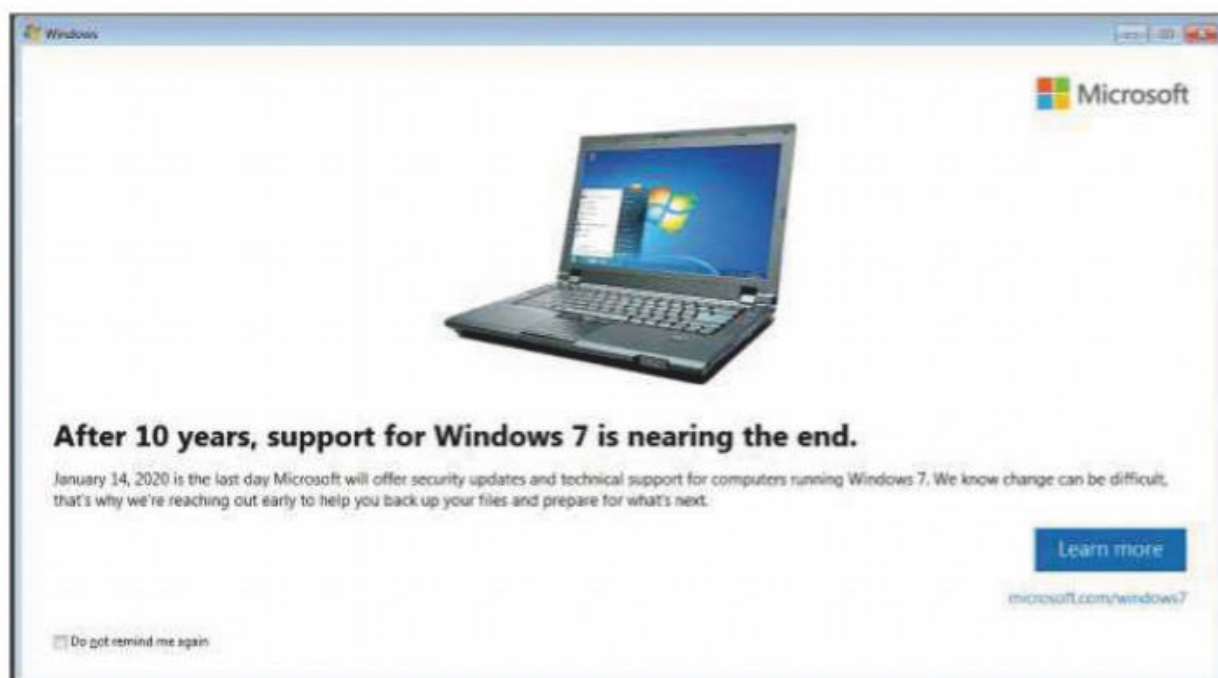 Windows
Microsoft
After 10 years, support for Windows 7 is nearing the end.
January 14, 2020 is the last day Microsoft will offer security updates and technical support for computers running Windows 7. We know change can be difficult,
that's why we're reaching out early to help you back up your files and prepare for what's next.
Learn more
microsoft.com/windows7
Do not remind me again